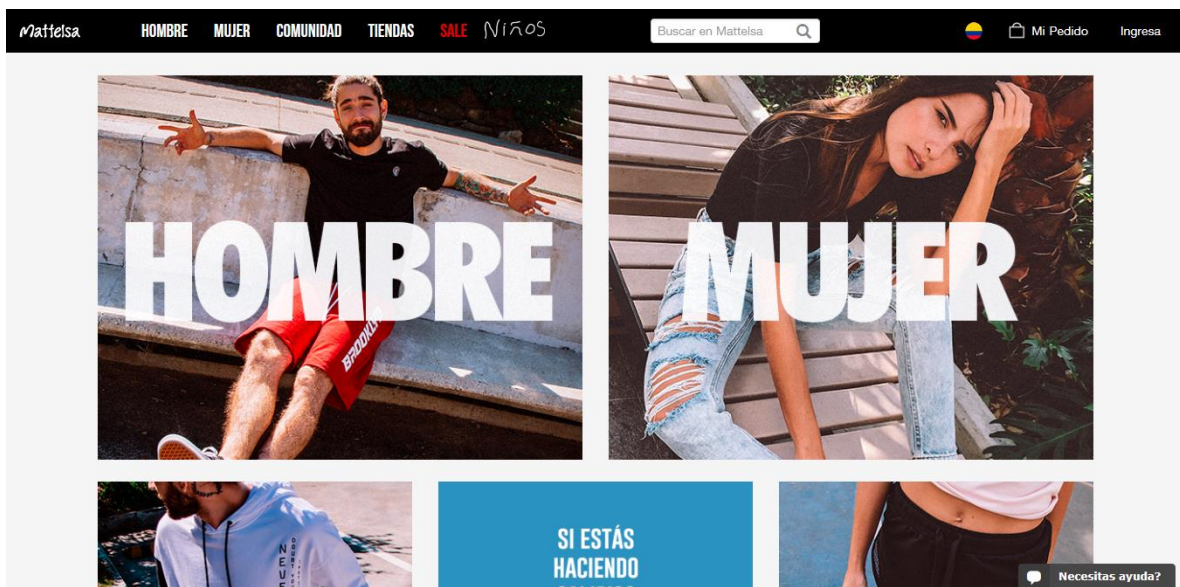 Mattelsa HOMBRE MUJER COMUNIDAD TIENDAS SALE Niños Buscar en Mattelsa Mi Pedido Ingresa
HOMBRE
MUJER
BROOKLYN
SI ESTÁS
HACIENDO
NEVE
Necesitas ayuda?